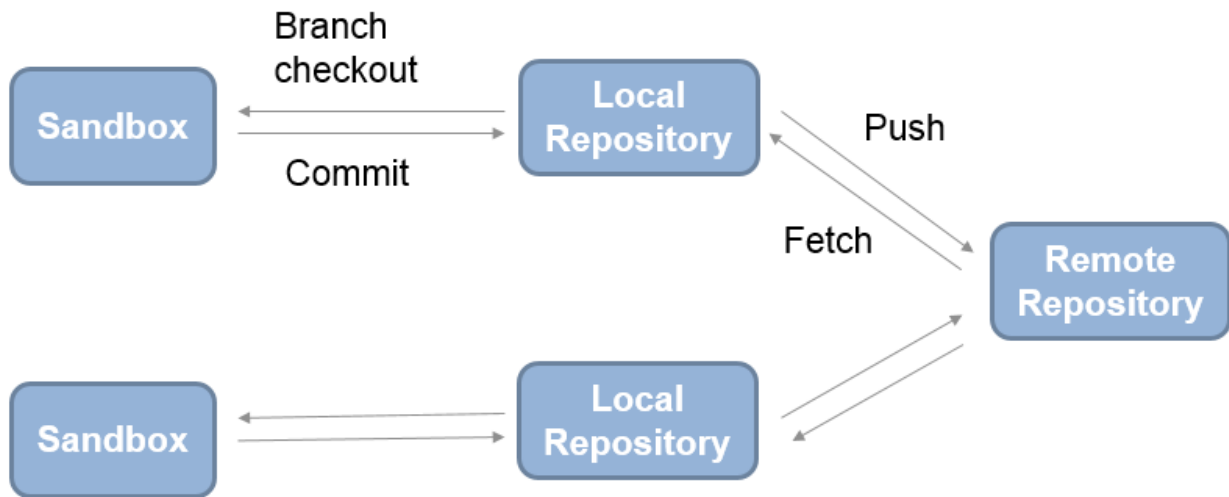 Branch
checkout
Sandbox
Local
Repository
Commit
Push
Fetch
Remote
Repository
Sandbox
Local
Repository